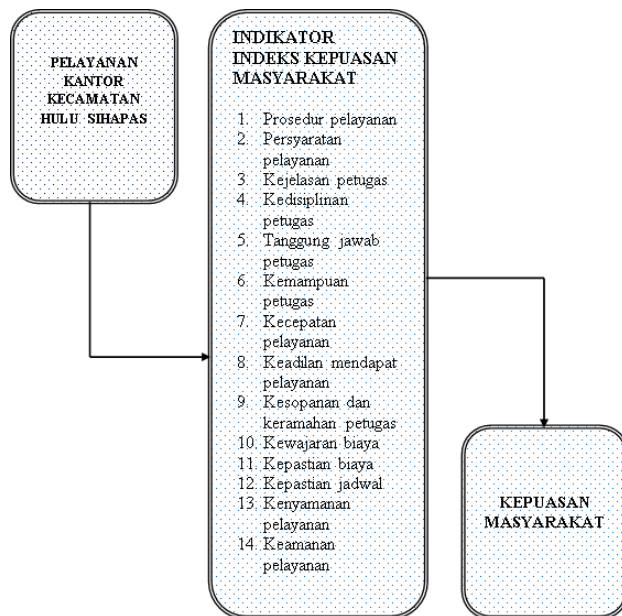 PELAYANAN
KANTOR
KECAMATAN
HULU SIHAPAS
INDIKATOR
INDEKS KEPUASAN
MASYARAKAT
1. Prosedur pelayanan
2. Persyaratan
pelayanan
3. Kejelasan petugas
4. Kedisiplinan
petugas
5. Tanggung jawab
petugas
6. Kemampuan
petugas
7. Kecepatan
pelayanan
8. Keadilan mendapat
pelayanan
9. Kesopanan dan
keramahan petugas
10. Kewajaran biaya
11. Kepastian biaya
12. Kepastian jadwal
13. Kenyamanan
pelayanan
14. Keamanan
pelayanan
KEPUASAN
MASYARAKAT